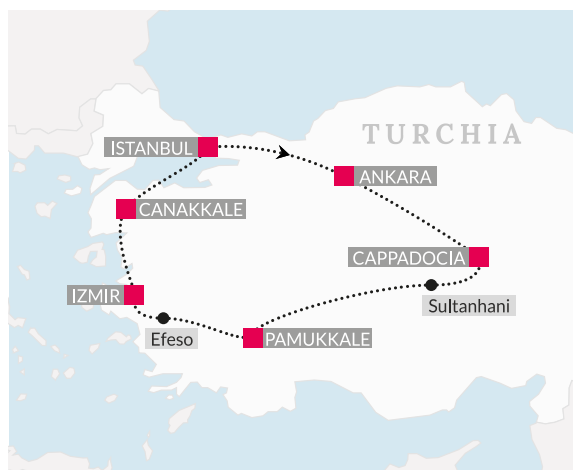 TURCHIA
ISTANBUL
ANKARA
CANAKKALE
CAPPADOCIA
IZMIR
Sultanhani
Efeso
PAMUKKALE